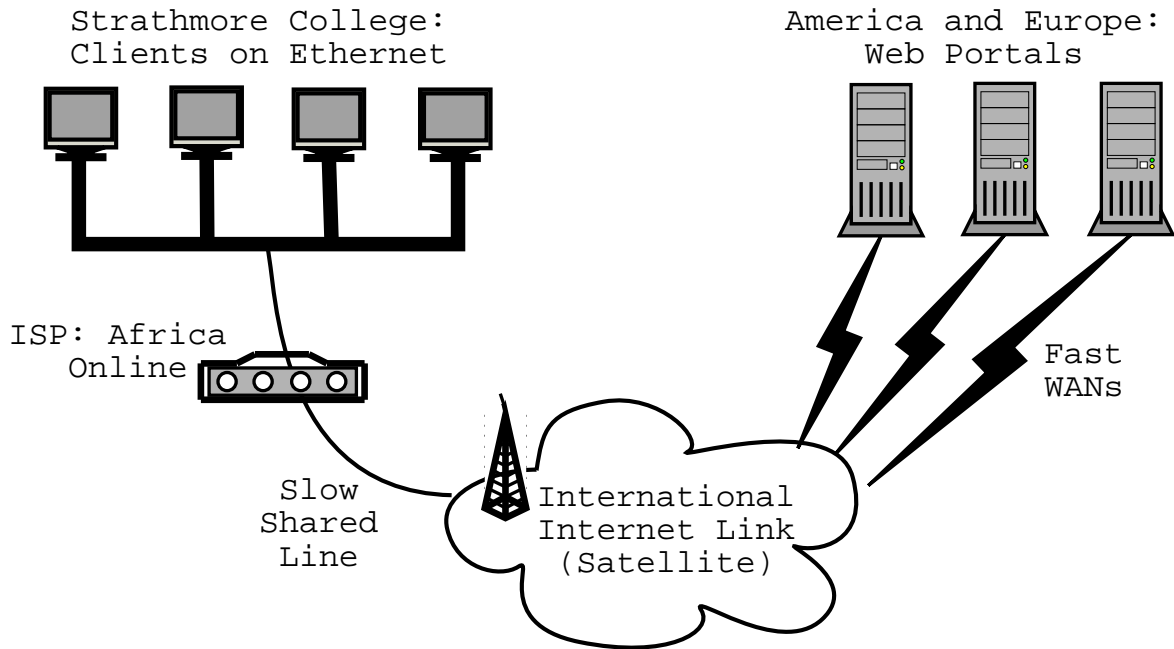 Strathmore College:
Clients on Ethernet
America and Europe:
Web Portals
ISP: Africa
Online
Fast
WANs
Slow
Shared
Line
International
Internet Link
(Satellite)